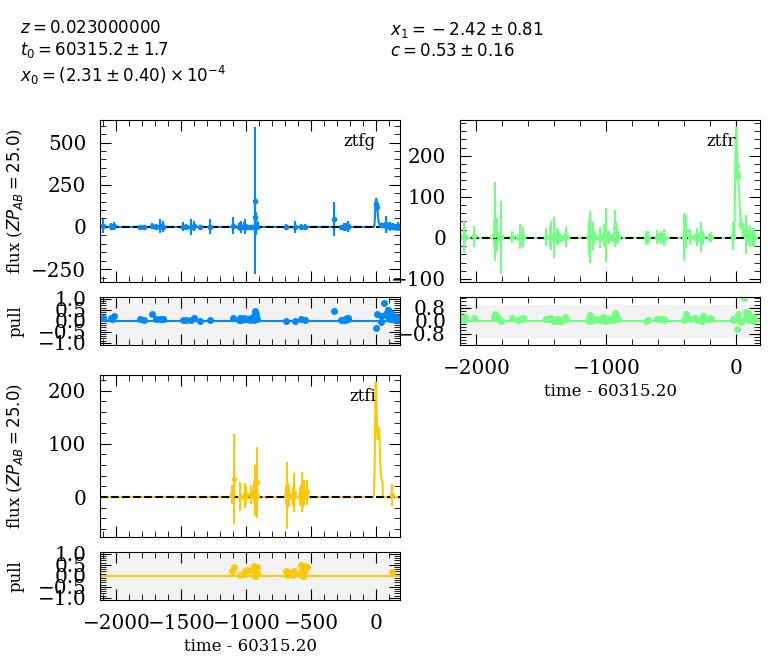 z = 0.023000000
t₀ = 60315.2 ± 1.7
x₀ = (2.31 ± 0.40) × 10⁻⁴
x₁ = −2.42 ± 0.81
c = 0.53 ± 0.16
ztfg
flux (ZP_AB = 25.0)
500
250
0
−250
ztfr
200
100
0
−100
pull
1.0
0.5
0.0
−0.5
−1.0
0.8
0.0
−0.8
−2000
−1000
0
time - 60315.20
ztfi
flux (ZP_AB = 25.0)
200
100
0
pull
1.0
0.5
0.0
−0.5
−1.0
−2000
−1500
−1000
−500
0
time - 60315.20